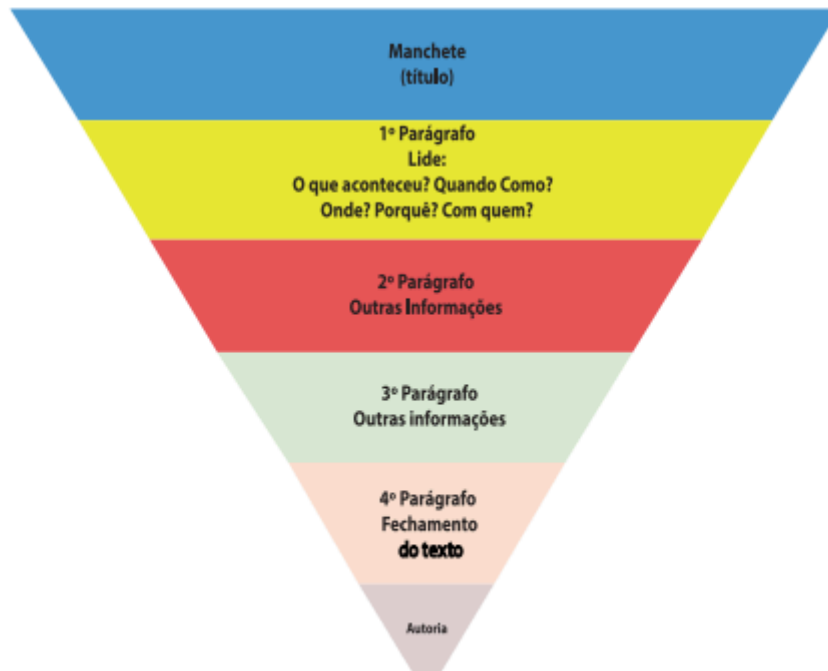 Manchete
(título)
1º Parágrafo
Lide:
O que aconteceu? Quando Como?
Onde? Porquê? Com quem?
2º Parágrafo
Outras Informações
3º Parágrafo
Outras informações
4º Parágrafo
Fechamento
do texto
Autoria